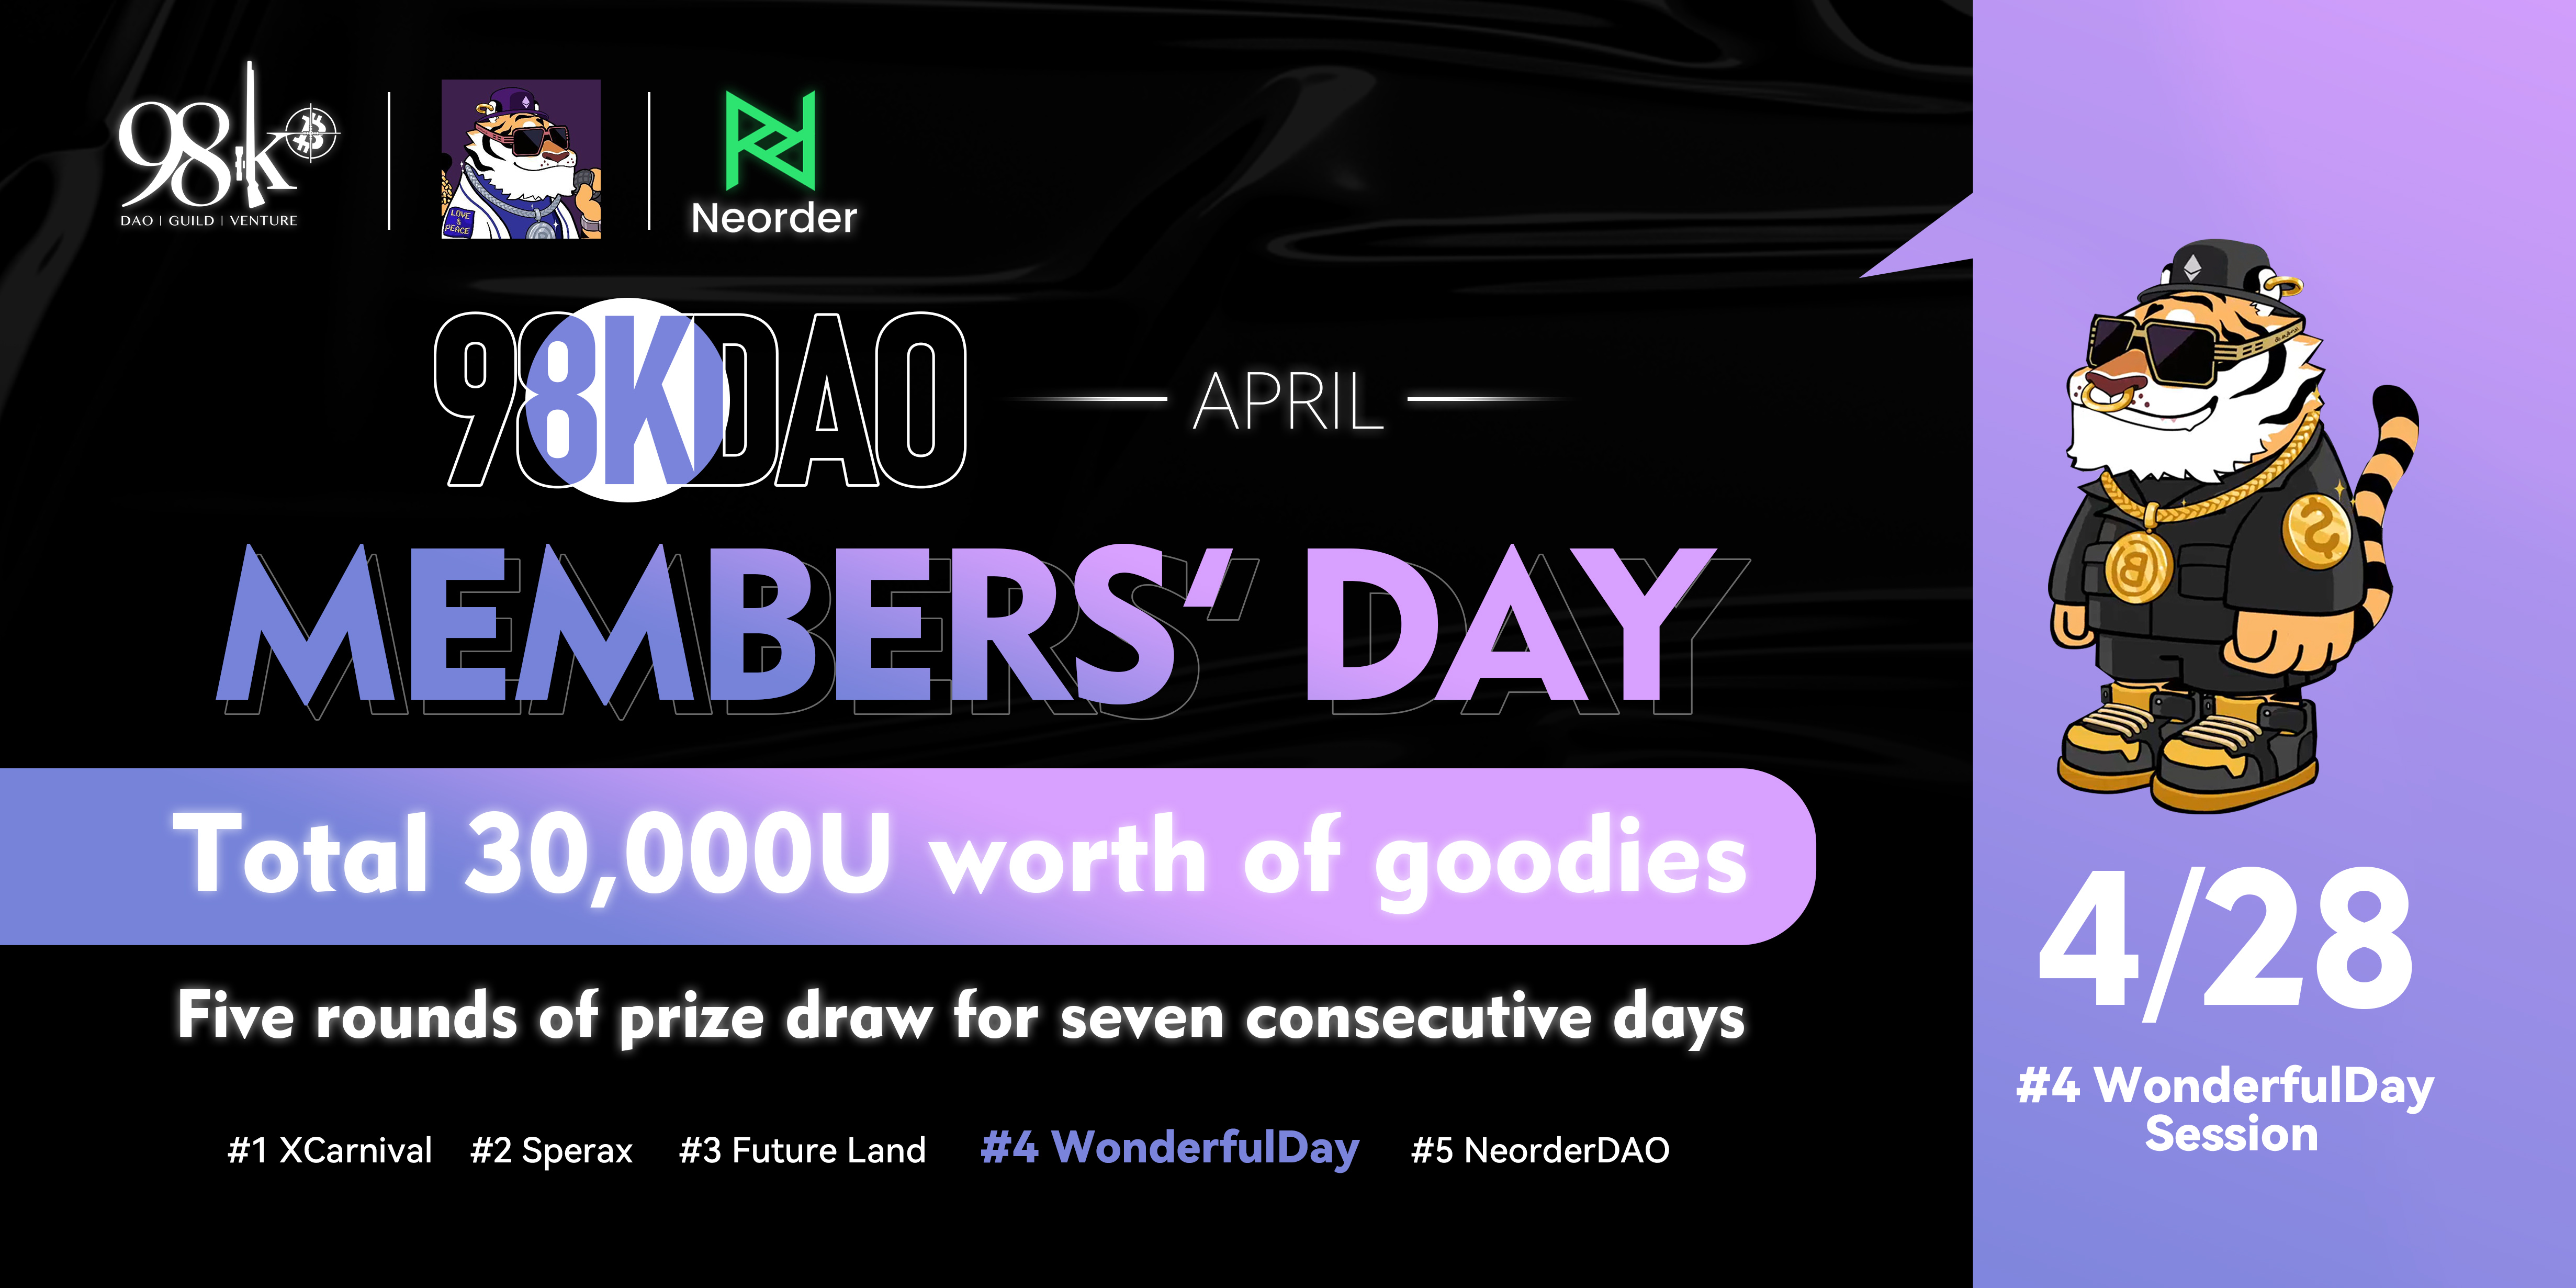 98k
DAO | GUILD | VENTURE
LOVE
&
PEACE
Neorder
98KDAO
APRIL
MEMBERS' DAY
Total 30,000U worth of goodies
Five rounds of prize draw for seven consecutive days
#1 XCarnival #2 Sperax #3 Future Land #4 WonderfulDay #5 NeorderDAO
4/28
#4 WonderfulDay
Session